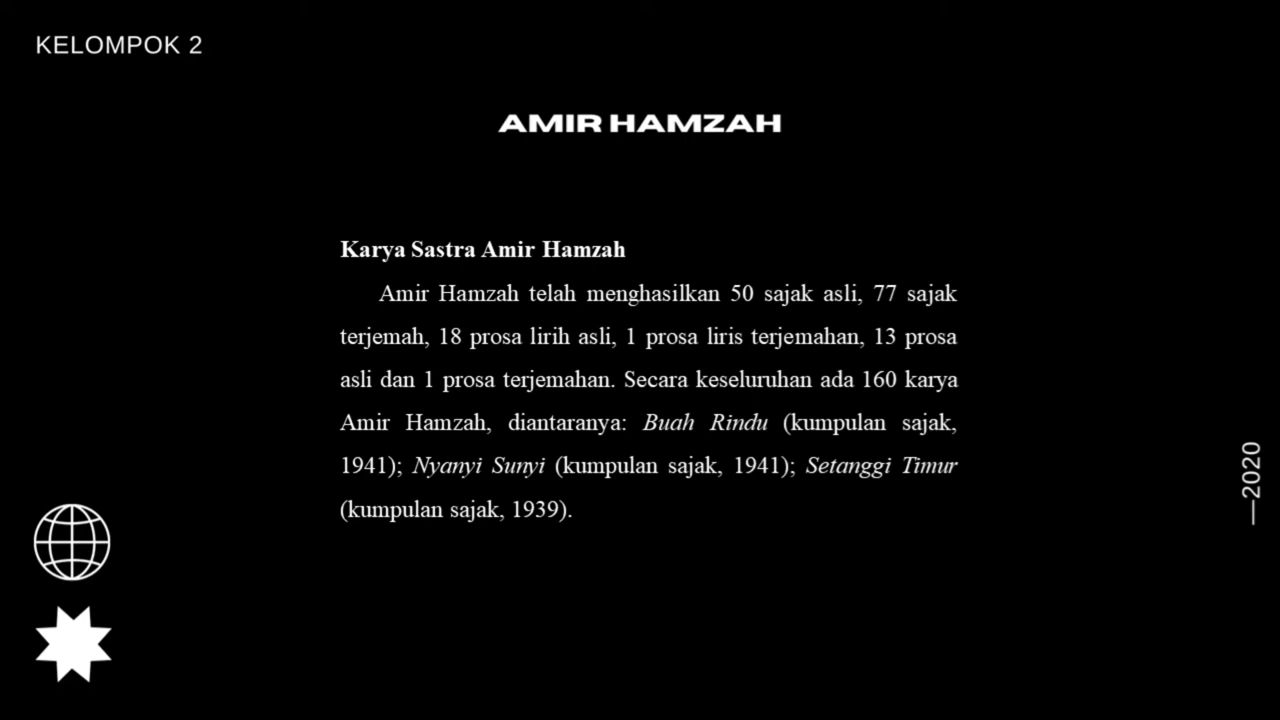 KELOMPOK 2
AMIR HAMZAH
Karya Sastra Amir Hamzah
Amir Hamzah telah menghasilkan 50 sajak asli, 77 sajak
terjemah, 18 prosa lirih asli, 1 prosa liris terjemahan, 13 prosa
asli dan 1 prosa terjemahan. Secara keseluruhan ada 160 karya
Amir Hamzah, diantaranya: Buah Rindu (kumpulan sajak,
1941); Nyanyi Sunyi (kumpulan sajak, 1941); Setanggi Timur
(kumpulan sajak, 1939).
—2020